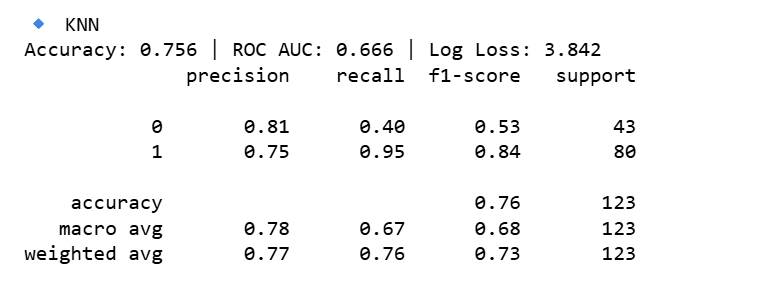 🔹 KNN
Accuracy: 0.756 | ROC AUC: 0.666 | Log Loss: 3.842
              precision    recall  f1-score   support

           0       0.81      0.40      0.53        43
           1       0.75      0.95      0.84        80

    accuracy                           0.76       123
   macro avg       0.78      0.67      0.68       123
weighted avg       0.77      0.76      0.73       123